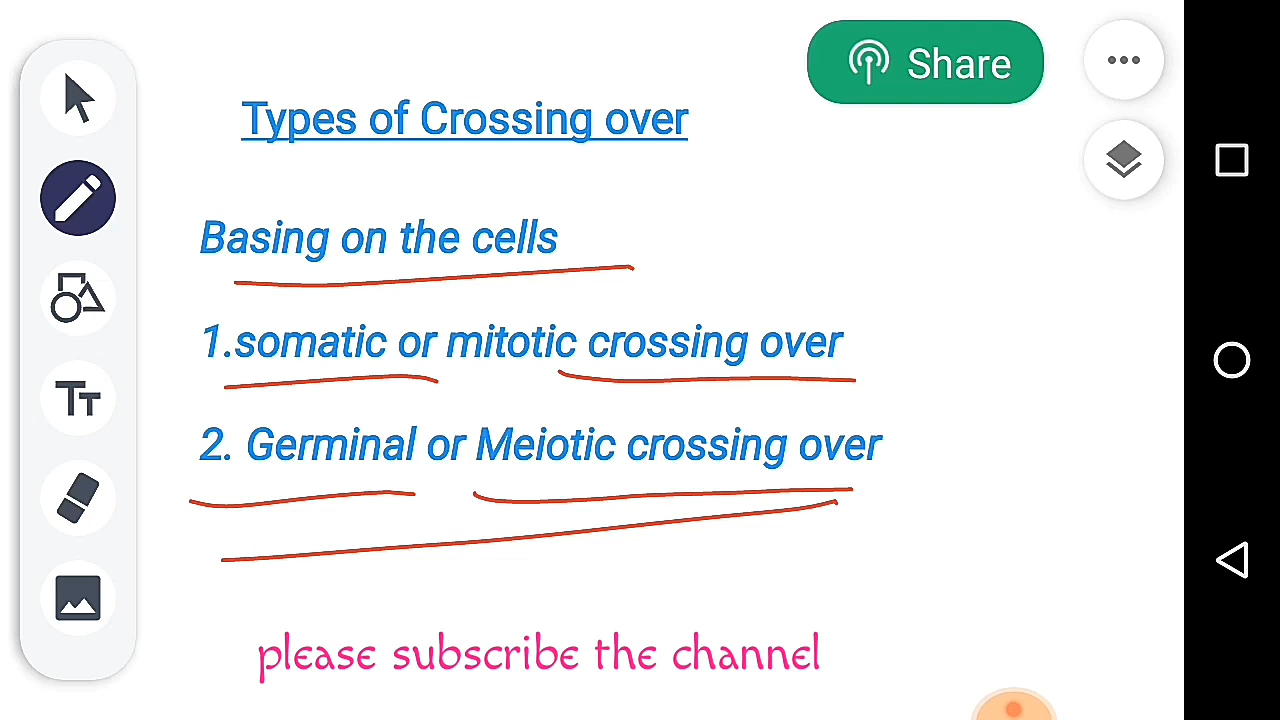 Share
Types of Crossing over
Basing on the cells
1.somatic or mitotic crossing over
2. Germinal or Meiotic crossing over
please subscribe the channel